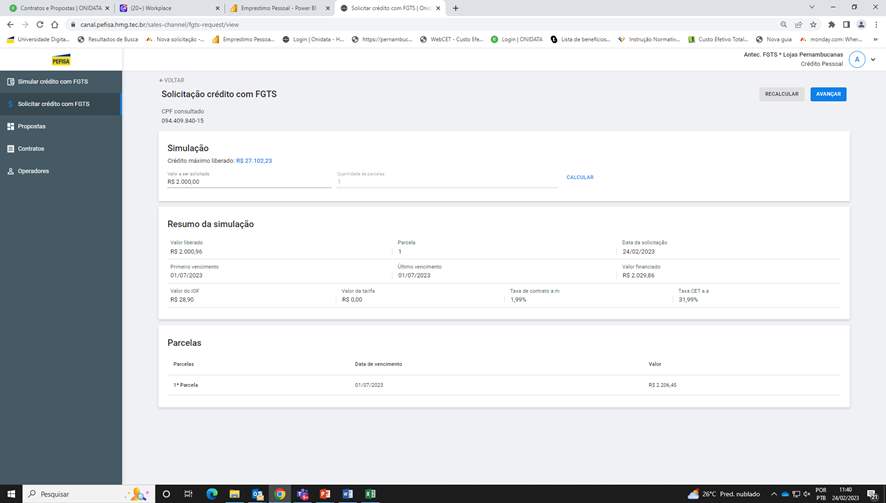 Contratos e Propostas | ONIDATA
(20+) Workplace
Emprestimo Pessoal - Power BI
Solicitar crédito com FGTS | ONID
canal.pefisa.hmg.tec.br/sales-channel/fgts-request/view
Universidade Digita...
Resultados de Busca
Nova solicitação -...
Emprestimo Pessoa...
Login | Onidata - H...
https://pernambuc...
WebCET - Custo Efe...
Login | ONIDATA
Lista de benefícios...
Instrução Normativ...
Custo Efetivo Total...
Nova guia
monday.com: Wher...
PEFISA
Antec. FGTS * Lojas Pernambucanas
Crédito Pessoal
A
Simular crédito com FGTS
Solicitar crédito com FGTS
Propostas
Contratos
Operadores
VOLTAR
Solicitação crédito com FGTS
RECALCULAR
AVANÇAR
CPF consultado
094.409.840-15
Simulação
Crédito máximo liberado: R$ 27.102,23
Valor a ser solicitado
R$ 2.000,00
Quantidade de parcelas
CALCULAR
Resumo da simulação
Valor liberado
R$ 2.000,96
Parcela
1
Data da solicitação
24/02/2023
Primeiro vencimento
01/07/2023
Último vencimento
01/07/2023
Valor financiado
R$ 2.029,86
Valor do IOF
R$ 28,90
Valor da tarifa
R$ 0,00
Taxa de contrato a.m
1,99%
Taxa CET a.a
31,99%
Parcelas
Parcelas
Data de vencimento
Valor
1ª Parcela
01/07/2023
R$ 2.206,45
Pesquisar
26°C Pred. nublado
POR
PTB
11:40
24/02/2023